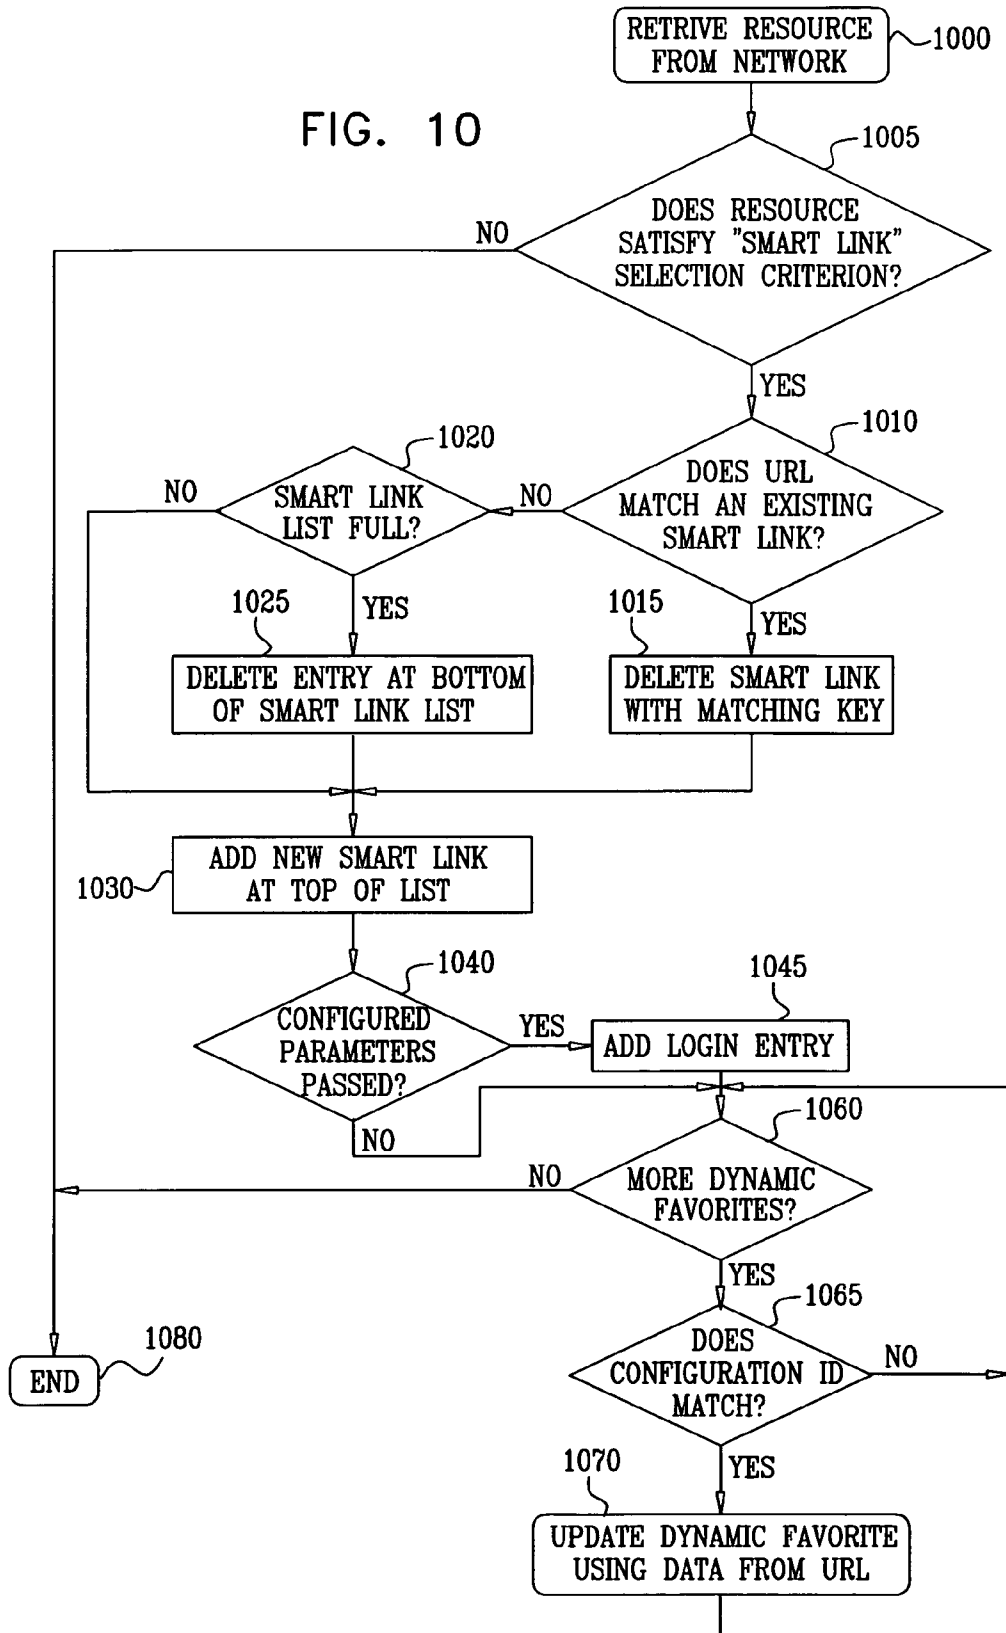 RETRIVE RESOURCE
FROM NETWORK
1000
FIG. 10
1005
DOES RESOURCE
SATISFY "SMART LINK"
SELECTION CRITERION?
NO
YES
1010
DOES URL
MATCH AN EXISTING
SMART LINK?
NO
1020
SMART LINK
LIST FULL?
NO
YES
YES
1025
DELETE ENTRY AT BOTTOM
OF SMART LINK LIST
1015
DELETE SMART LINK
WITH MATCHING KEY
ADD NEW SMART LINK
AT TOP OF LIST
1030
1040
CONFIGURED
PARAMETERS
PASSED?
YES
1045
ADD LOGIN ENTRY
NO
1060
MORE DYNAMIC
FAVORITES?
NO
YES
1065
DOES
CONFIGURATION ID
MATCH?
NO
1080
END
YES
1070
UPDATE DYNAMIC FAVORITE
USING DATA FROM URL